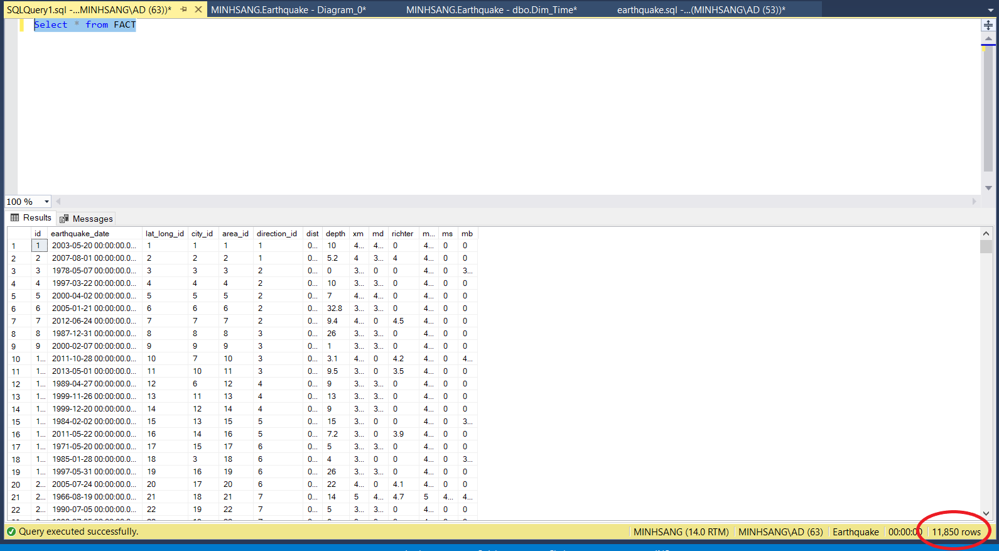 SQLQuery1.sql -...MINHSANG\AD (63))* MINHSANG.Earthquake - Diagram_0* MINHSANG.Earthquake - dbo.Dim_Time* earthquake.sql -...(MINHSANG\AD (53))*
Select * from FACT
100 %
Results Messages
id earthquake_date lat_long_id city_id area_id direction_id dist depth xm md richter m... ms mb
1 1 2003-05-20 00:00:00.0... 1 1 1 1 0... 10 4... 4... 0 4... 0 0
2 2 2007-08-01 00:00:00.0... 2 2 2 1 0... 5.2 4 3... 4 4... 0 0
3 3 1978-05-07 00:00:00.0... 3 3 3 2 0... 0 3... 0 0 4... 0 3...
4 4 1997-03-22 00:00:00.0... 4 4 4 2 0... 10 3... 3... 0 4... 0 0
5 5 2000-04-02 00:00:00.0... 5 5 5 2 0... 7 4... 4... 0 4... 0 0
6 6 2005-01-21 00:00:00.0... 6 6 6 2 0... 32.8 3... 3... 0 4... 0 0
7 7 2012-06-24 00:00:00.0... 7 7 7 2 0... 9.4 4... 0 4.5 4... 0 0
8 8 1987-12-31 00:00:00.0... 8 8 8 3 0... 26 3... 3... 0 4... 0 0
9 9 2000-02-07 00:00:00.0... 9 9 9 3 0... 1 3... 3... 0 4... 0 0
10 1... 2011-10-28 00:00:00.0... 10 7 10 3 0... 3.1 4... 0 4.2 4... 0 4...
11 1... 2013-05-01 00:00:00.0... 11 10 11 3 0... 9.5 3... 0 3.5 4... 0 0
12 1... 1989-04-27 00:00:00.0... 12 6 12 4 0... 9 3... 3... 0 4... 0 0
13 1... 1999-11-26 00:00:00.0... 13 11 13 4 0... 13 3... 3... 0 4... 0 0
14 1... 1999-12-20 00:00:00.0... 14 12 14 4 0... 9 3... 3... 0 4... 0 0
15 1... 1984-02-02 00:00:00.0... 15 13 15 5 0... 15 3... 0 0 4... 0 3...
16 1... 2011-05-22 00:00:00.0... 16 14 16 5 0... 7.2 3... 0 3.9 4... 0 0
17 1... 1971-05-20 00:00:00.0... 17 15 17 6 0... 5 3... 3... 0 4... 0 0
18 1... 1985-01-28 00:00:00.0... 18 3 18 6 0... 4 3... 0 0 4... 0 3...
19 1... 1997-05-31 00:00:00.0... 19 16 19 6 0... 26 3... 3... 0 4... 0 0
20 2... 2005-07-24 00:00:00.0... 20 17 20 6 0... 22 4... 0 4.1 4... 0 0
21 2... 1966-08-19 00:00:00.0... 21 18 21 7 0... 14 5 4... 4.7 5 4... 4...
22 2... 1990-07-05 00:00:00.0... 22 19 22 7 0... 5 3... 3... 0 4... 0 0
Query executed successfully. MINHSANG (14.0 RTM) MINHSANG\AD (63) Earthquake 00:00:00 11,850 rows